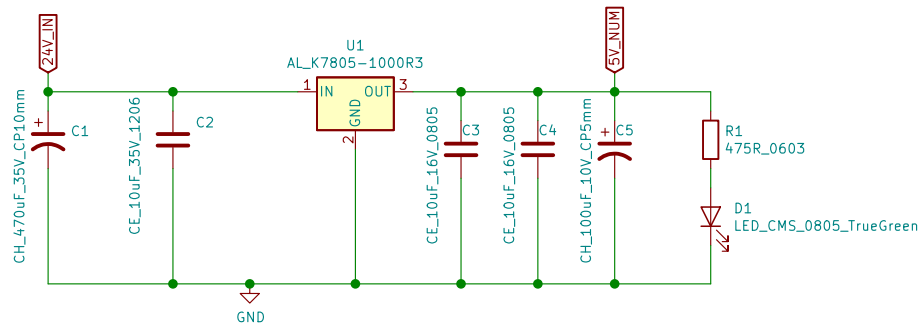 24V_IN
5V_NUM
U1
AL_K7805-1000R3
1
IN
OUT
3
GND
2
+
C1
CH_470uF_35V_CP10mm
C2
CE_10uF_35V_1206
C3
CE_10uF_16V_0805
C4
CE_10uF_16V_0805
+
C5
CH_100uF_10V_CP5mm
R1
475R_0603
D1
LED_CMS_0805_TrueGreen
GND